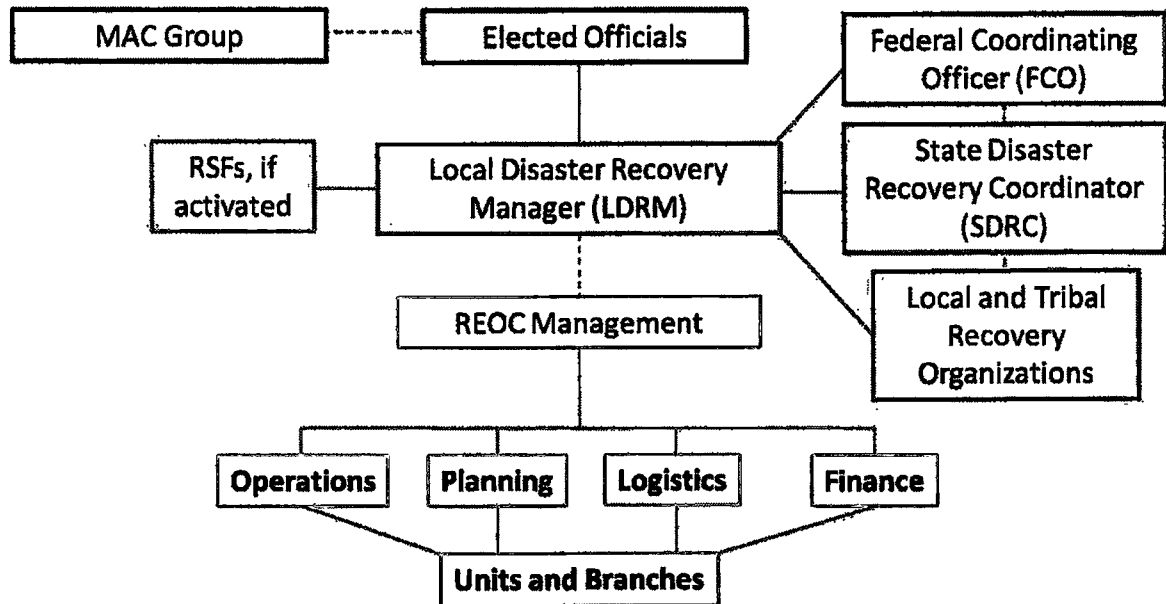 MAC Group
Elected Officials
Federal Coordinating
Officer (FCO)
RSFs, if
activated
Local Disaster Recovery
Manager (LDRM)
State Disaster
Recovery Coordinator
(SDRC)
REOC Management
Local and Tribal
Recovery
Organizations
Operations
Planning
Logistics
Finance
Units and Branches